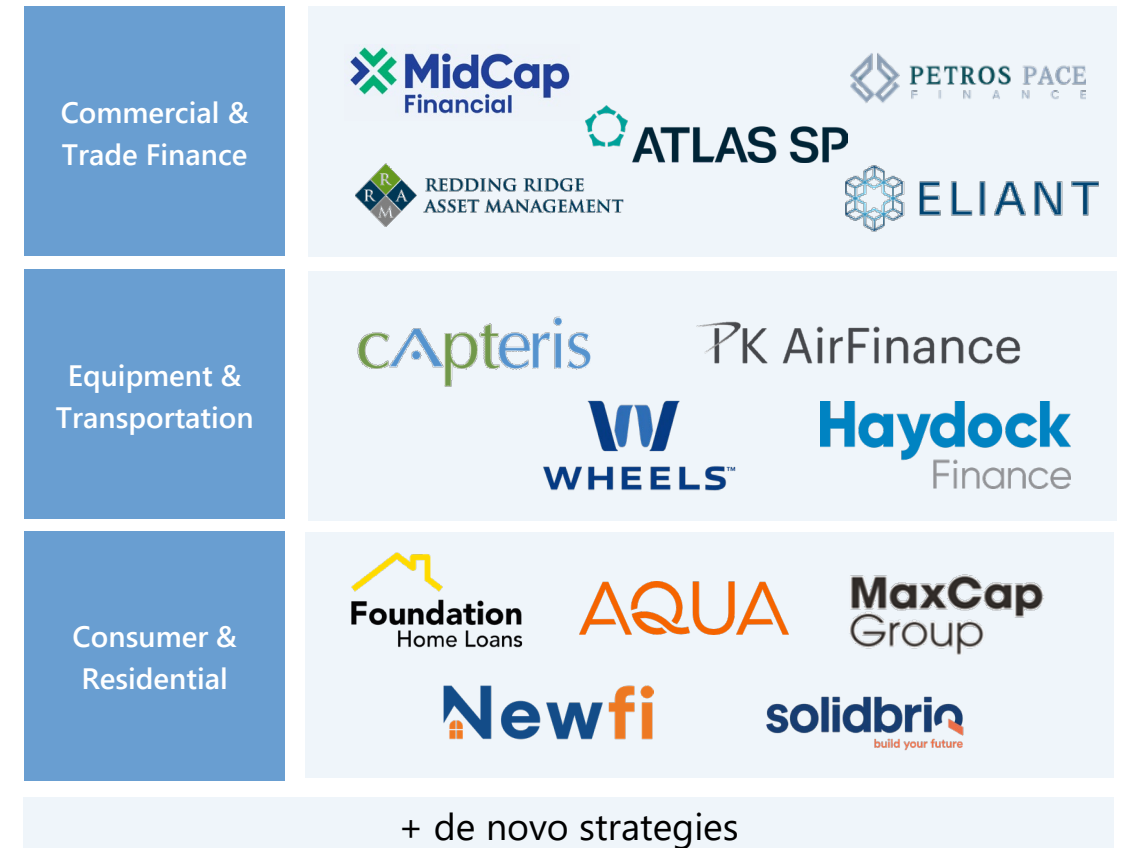 Commercial &
Trade Finance
MidCap
Financial
PETROS PACE
FINANCE
ATLAS SP
RRAM
REDDING RIDGE
ASSET MANAGEMENT
ELIANT
Equipment &
Transportation
cApteris
PK AirFinance
WHEELS™
Haydock
Finance
Consumer &
Residential
Foundation
Home Loans
AQUA
MaxCap
Group
Newfi
solidbriq
build your future
+ de novo strategies